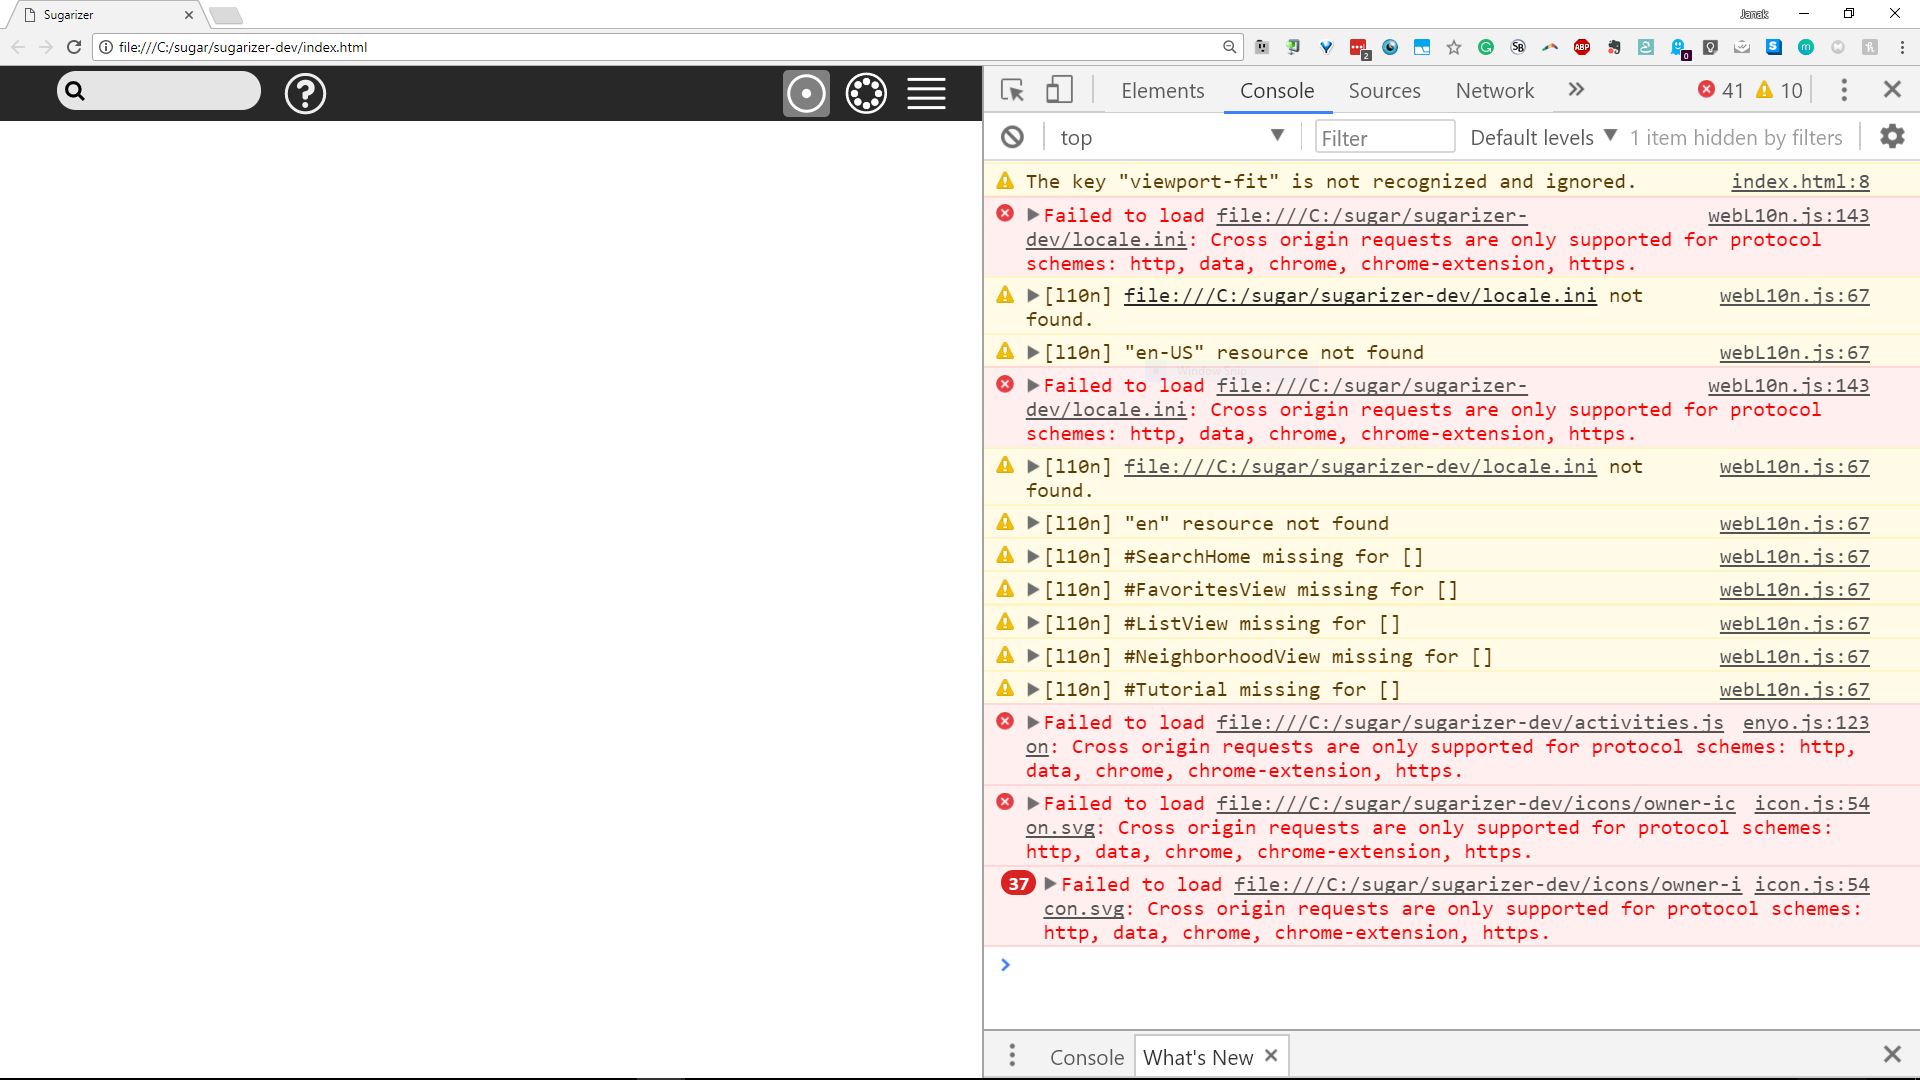 Sugarizer
Janak
file:///C:/sugar/sugarizer-dev/index.html
Elements Console Sources Network 41 10
top Filter Default levels 1 item hidden by filters
The key "viewport-fit" is not recognized and ignored. index.html:8
Failed to load file:///C:/sugar/sugarizer- webL10n.js:143
dev/locale.ini: Cross origin requests are only supported for protocol
schemes: http, data, chrome, chrome-extension, https.
[l10n] file:///C:/sugar/sugarizer-dev/locale.ini not webL10n.js:67
found.
[l10n] "en-US" resource not found webL10n.js:67
Window Snip
Failed to load file:///C:/sugar/sugarizer- webL10n.js:143
dev/locale.ini: Cross origin requests are only supported for protocol
schemes: http, data, chrome, chrome-extension, https.
[l10n] file:///C:/sugar/sugarizer-dev/locale.ini not webL10n.js:67
found.
[l10n] "en" resource not found webL10n.js:67
[l10n] #SearchHome missing for [] webL10n.js:67
[l10n] #FavoritesView missing for [] webL10n.js:67
[l10n] #ListView missing for [] webL10n.js:67
[l10n] #NeighborhoodView missing for [] webL10n.js:67
[l10n] #Tutorial missing for [] webL10n.js:67
Failed to load file:///C:/sugar/sugarizer-dev/activities.js enyo.js:123
on: Cross origin requests are only supported for protocol schemes: http,
data, chrome, chrome-extension, https.
Failed to load file:///C:/sugar/sugarizer-dev/icons/owner-ic icon.js:54
on.svg: Cross origin requests are only supported for protocol schemes:
http, data, chrome, chrome-extension, https.
37 Failed to load file:///C:/sugar/sugarizer-dev/icons/owner-i icon.js:54
con.svg: Cross origin requests are only supported for protocol schemes:
http, data, chrome, chrome-extension, https.
Console What's New